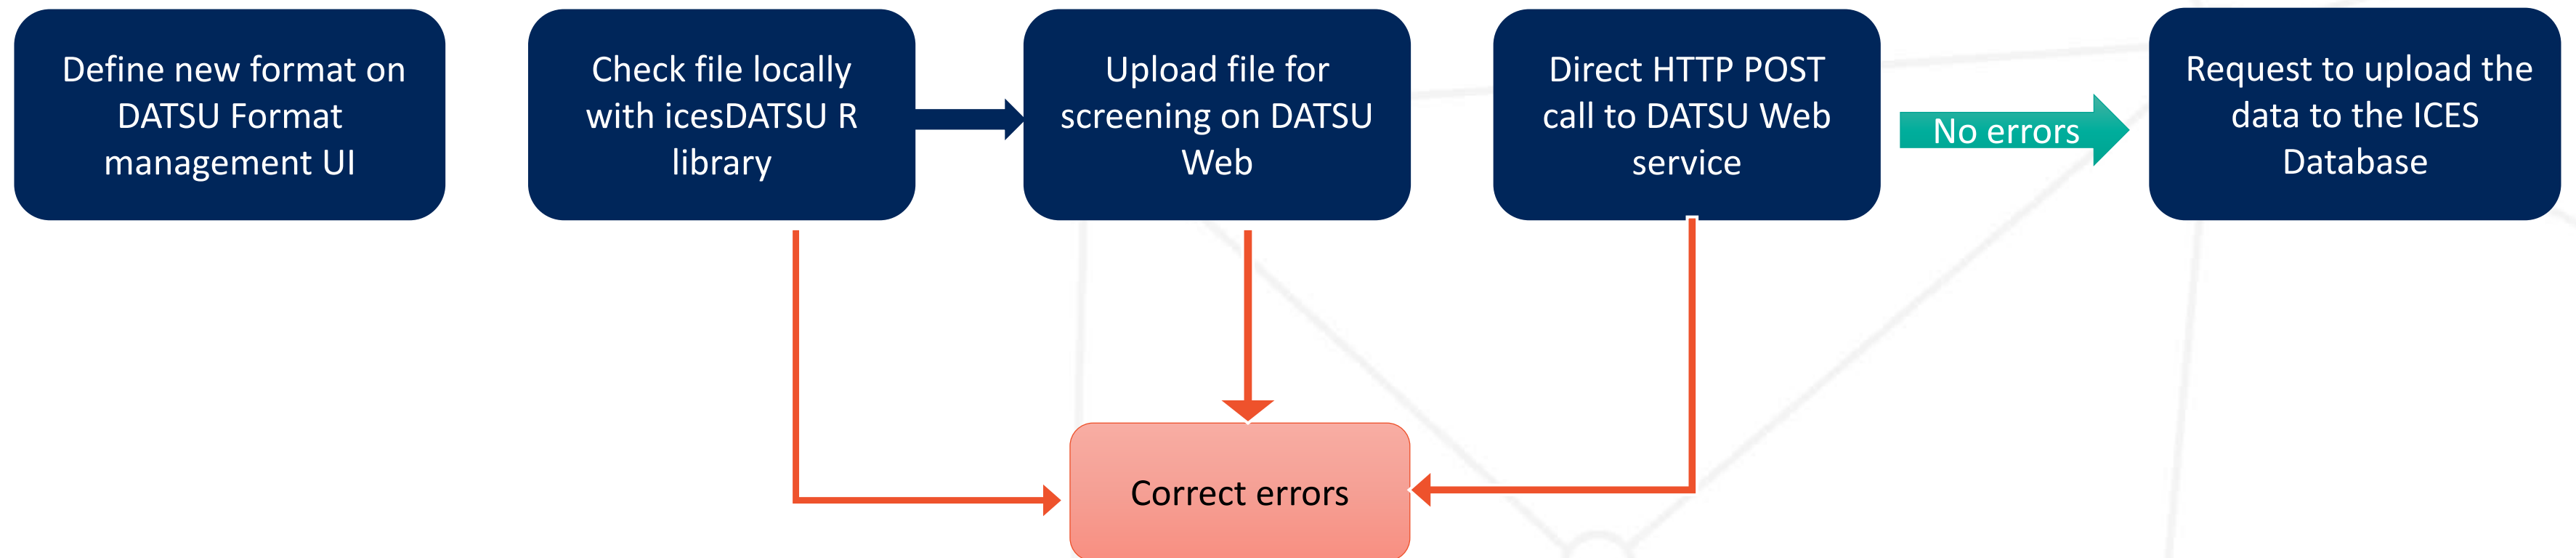 Define new format on
DATSU Format
management UI
Check file locally
with icesDATSU R
library
Upload file for
screening on DATSU
Web
Direct HTTP POST
call to DATSU Web
service
No errors
Request to upload the
data to the ICES
Database
Correct errors